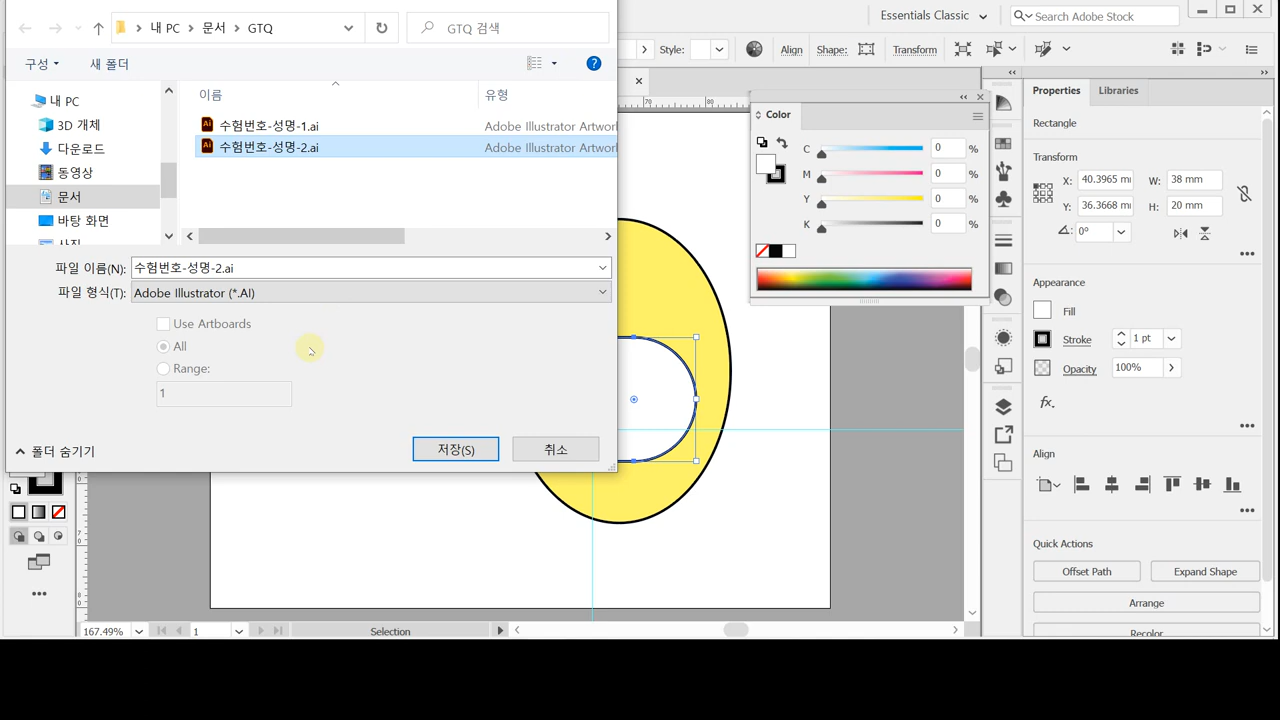 내 PC
문서
GTQ
GTQ 검색
Essentials Classic
Search Adobe Stock
구성
새 폴더
?
Style:
Align
Shape:
Transform
내 PC
3D 개체
다운로드
동영상
문서
바탕 화면
이름
유형
수험번호-성명-1.ai
Adobe Illustrator Artwork
수험번호-성명-2.ai
Adobe Illustrator Artwork
파일 이름(N):
수험번호-성명-2.ai
파일 형식(T):
Adobe Illustrator (*.AI)
Use Artboards
All
Range:
1
폴더 숨기기
저장(S)
취소
70
80
Color
C
0
%
M
0
%
Y
0
%
K
0
%
Properties
Libraries
Rectangle
Transform
X:
40.3965 mm
W:
38 mm
Y:
36.3668 mm
H:
20 mm
0°
Appearance
Fill
Stroke
1 pt
Opacity
100%
fx.
Align
Quick Actions
Offset Path
Expand Shape
Arrange
Recolor
167.49%
1
Selection